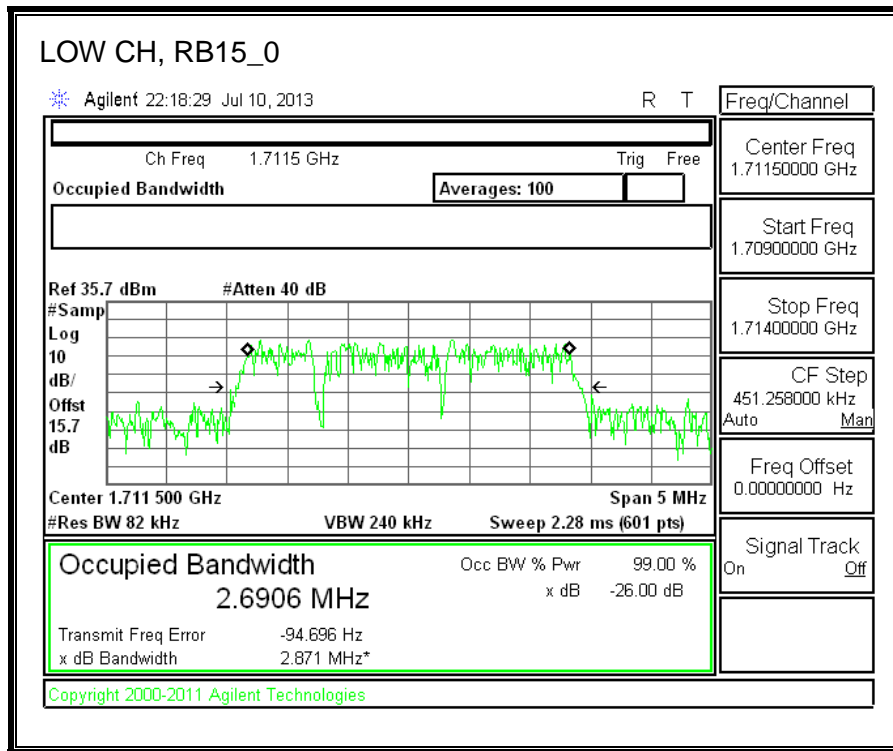 LOW CH, RB15_0
Agilent 22:18:29 Jul 10, 2013 R T
Freq/Channel
Ch Freq 1.7115 GHz Trig Free
Occupied Bandwidth Averages: 100
Center Freq
1.71150000 GHz
Start Freq
1.70900000 GHz
Stop Freq
1.71400000 GHz
CF Step
451.258000 kHz
Auto Man
Freq Offset
0.00000000 Hz
Signal Track
On Off
Ref 35.7 dBm #Atten 40 dB
#Samp
Log
10
dB/
Offst
15.7
dB
Center 1.711 500 GHz Span 5 MHz
#Res BW 82 kHz VBW 240 kHz Sweep 2.28 ms (601 pts)
Occupied Bandwidth Occ BW % Pwr 99.00 %
2.6906 MHz x dB -26.00 dB
Transmit Freq Error -94.696 Hz
x dB Bandwidth 2.871 MHz*
Copyright 2000-2011 Agilent Technologies